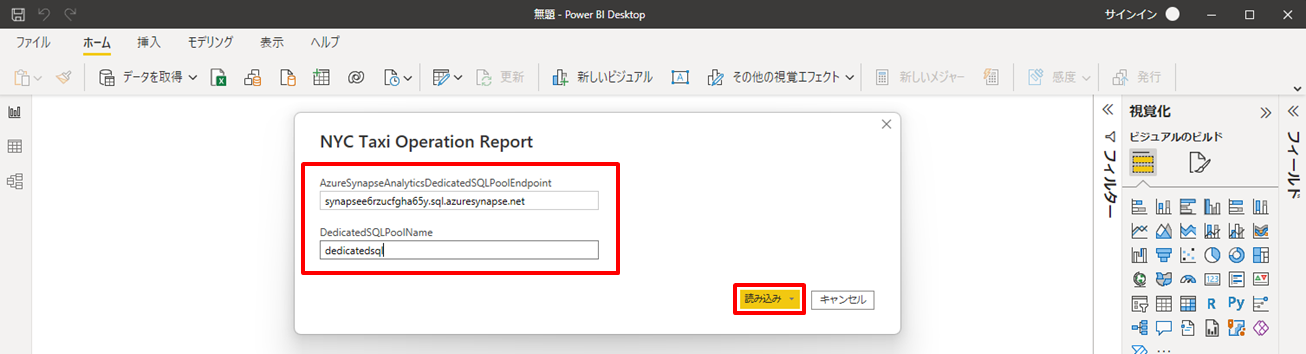 無題 - Power BI Desktop
サインイン
ファイル ホーム 挿入 モデリング 表示 ヘルプ
データを取得 更新 新しいビジュアル その他の視覚エフェクト 新しいメジャー 感度 発行
NYC Taxi Operation Report
AzureSynapseAnalyticsDedicatedSQLPoolEndpoint
synapsee6rzucfgha65y.sql.azuresynapse.net
DedicatedSQLPoolName
dedicatedsql
読み込み キャンセル
フィルター
視覚化
ビジュアルのビルド
123
R Py
フィールド